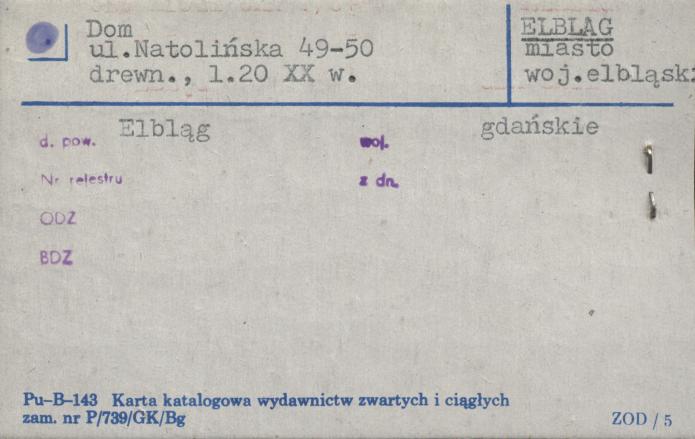 Dom
ul.Natolińska 49-50
drewn., l.20 XX w.
ELBLĄG
miasto
woj.elbląski
d. pow. Elbląg woj. gdańskie
Nr rejestru z dn.
ODZ
BDZ
Pu-B-143 Karta katalogowa wydawnictw zwartych i ciągłych
zam. nr P/739/GK/Bg
ZOD / 5